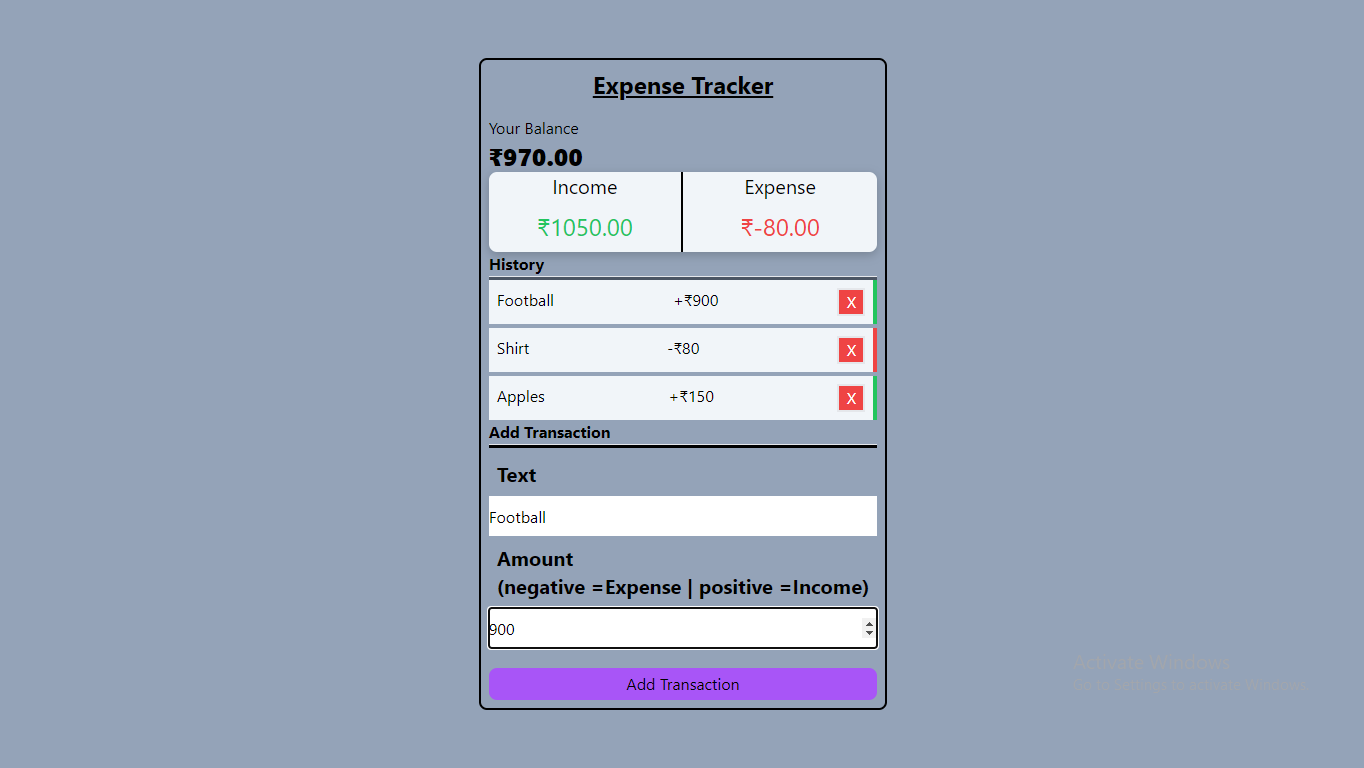 Expense Tracker
Your Balance
₹970.00
Income Expense
₹1050.00 ₹-80.00
History
Football +₹900 X
Shirt -₹80 X
Apples +₹150 X
Add Transaction
Text
Football
Amount
(negative =Expense | positive =Income)
900
Add Transaction
Activate Windows
Go to Settings to activate Windows.